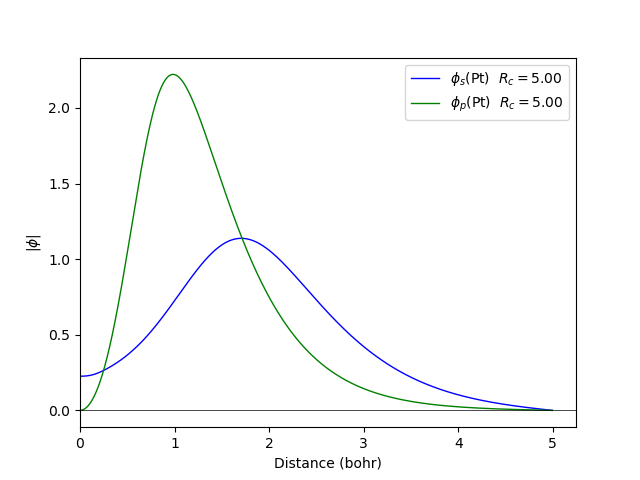 ϕs(Pt) Rc = 5.00
ϕp(Pt) Rc = 5.00
|ϕ|
2.0
1.5
1.0
0.5
0.0
0 1 2 3 4 5
Distance (bohr)